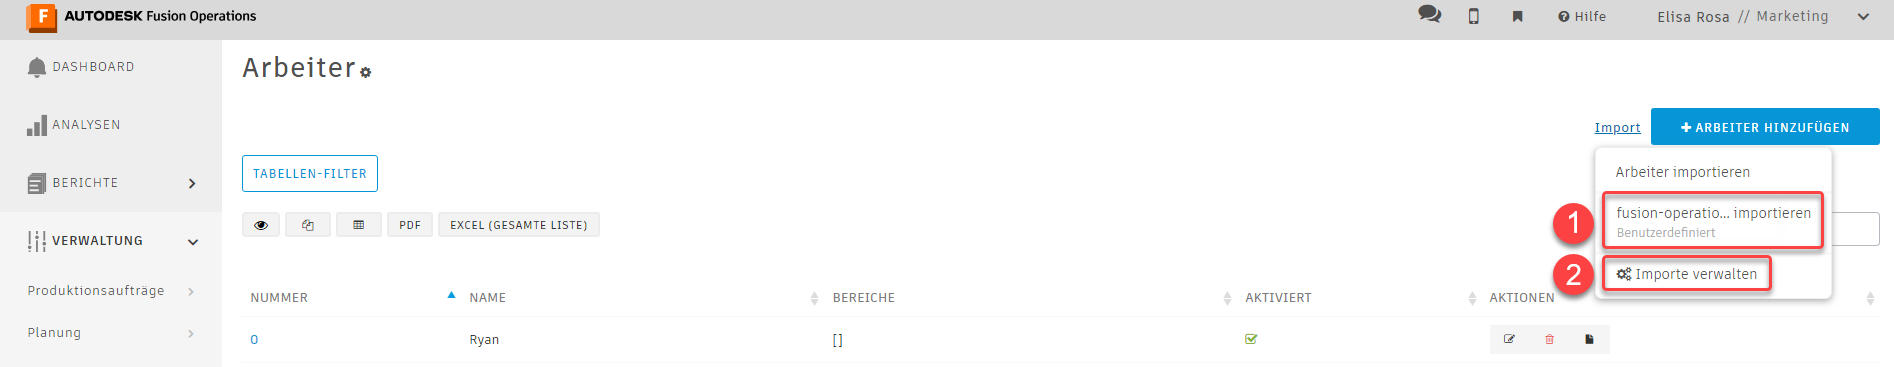 AUTODESK Fusion Operations
Hilfe
Elisa Rosa // Marketing
DASHBOARD
ANALYSEN
BERICHTE
VERWALTUNG
Produktionsaufträge
Planung
Arbeiter
Import
+ ARBEITER HINZUFÜGEN
Arbeiter importieren
1
fusion-operatio... importieren
Benutzerdefiniert
2
Importe verwalten
TABELLEN-FILTER
PDF
EXCEL (GESAMTE LISTE)
NUMMER NAME BEREICHE AKTIVIERT AKTIONEN
0 Ryan []